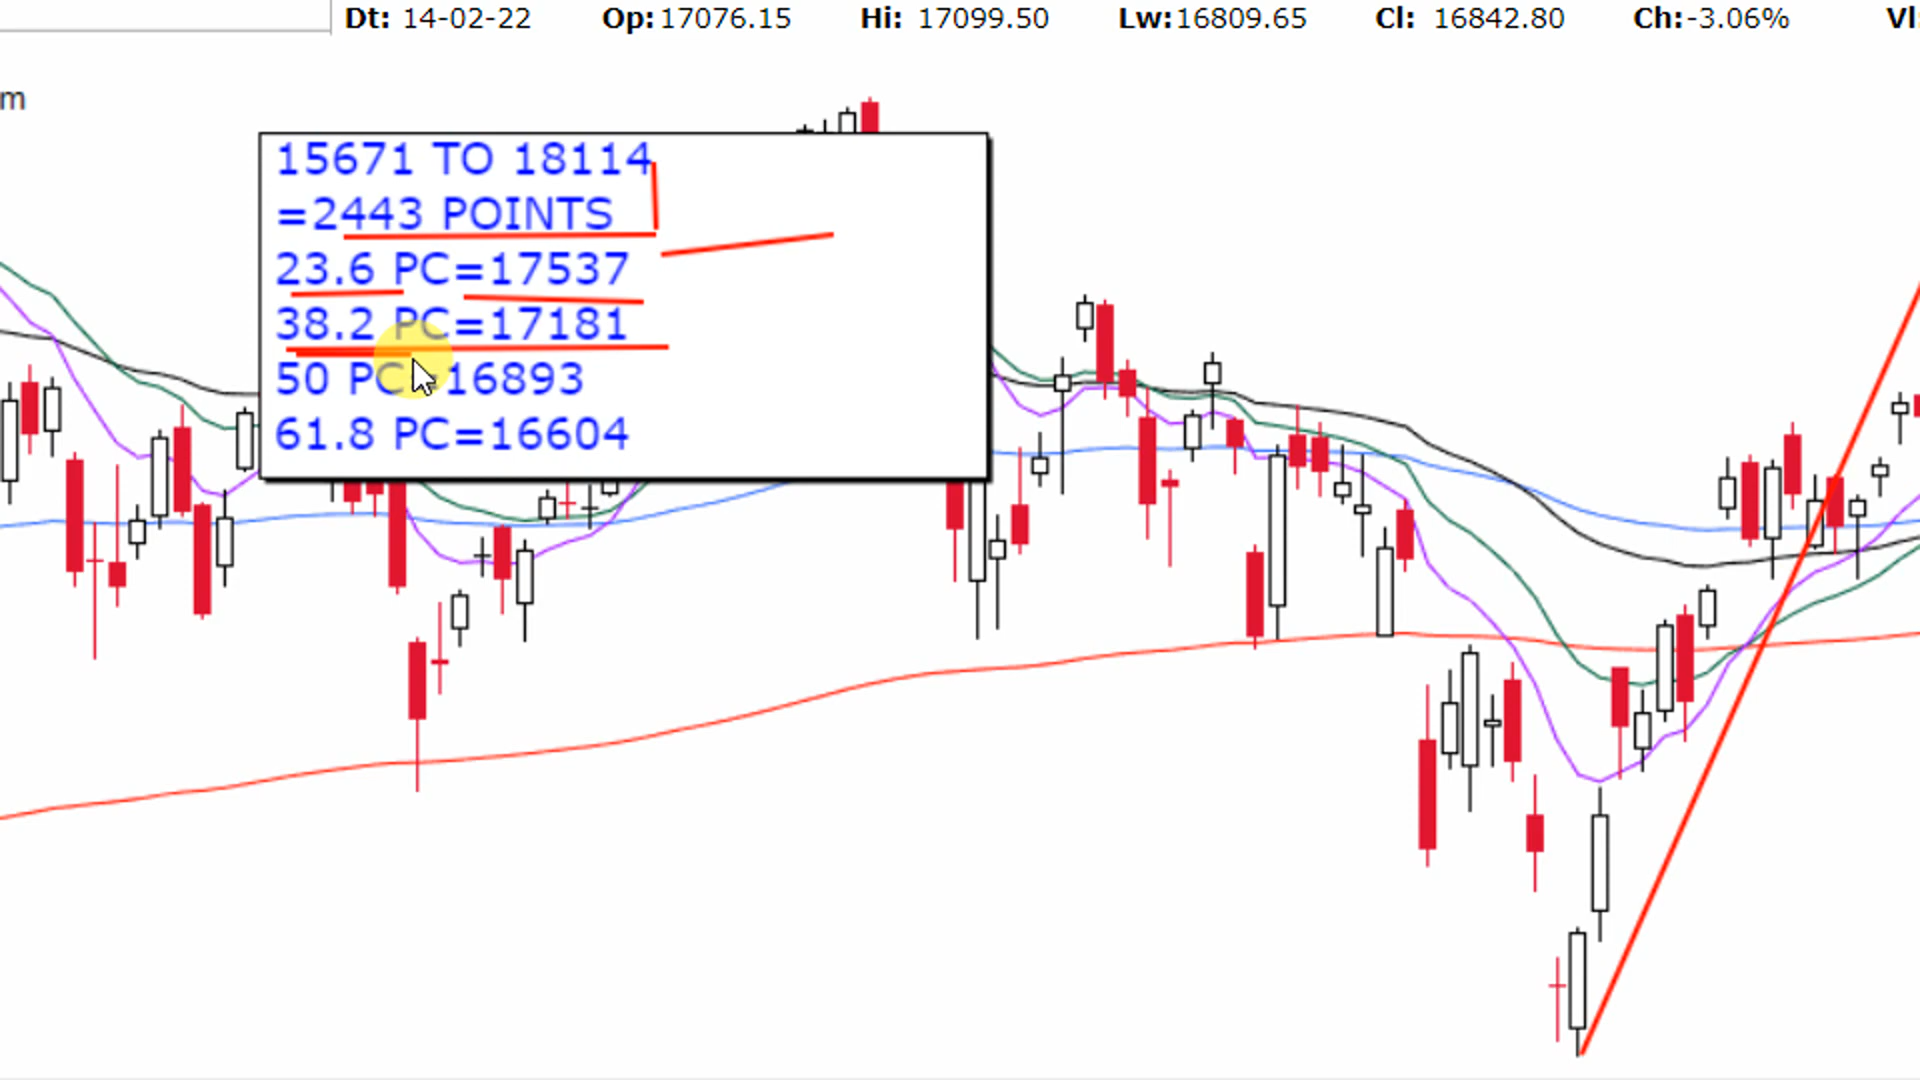 Dt: 14-02-22 Op:17076.15 Hi: 17099.50 Lw:16809.65 Cl: 16842.80 Ch:-3.06% Vl:
m
15671 TO 18114
=2443 POINTS
23.6 PC=17537
38.2 PC=17181
50 PC=16893
61.8 PC=16604